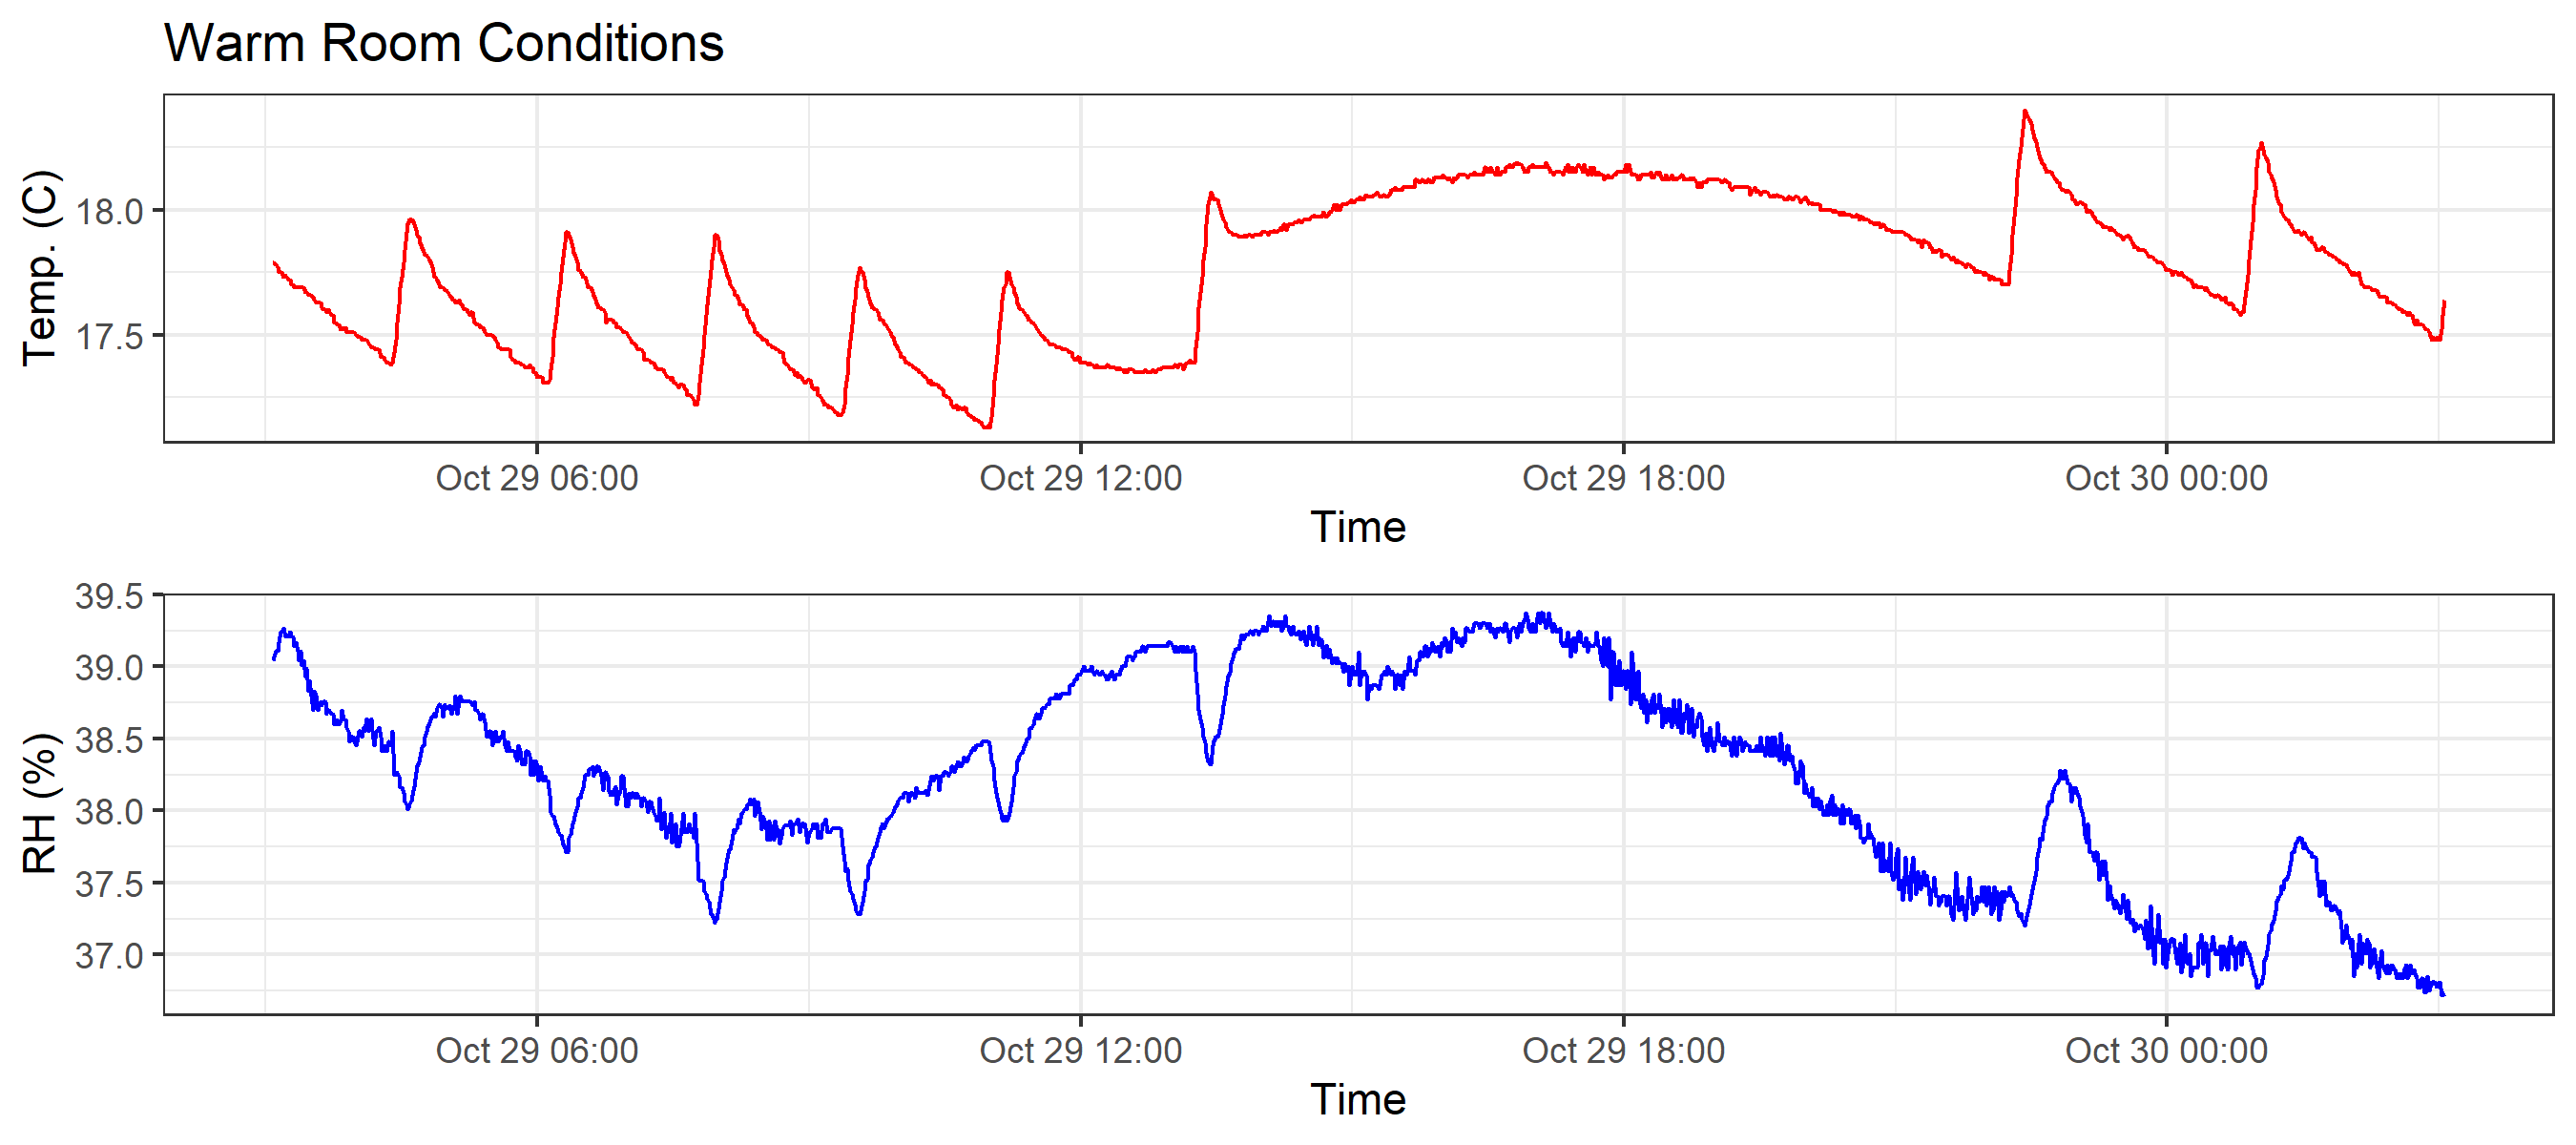 Warm Room Conditions
Temp. (C)
18.0
17.5
Oct 29 06:00 Oct 29 12:00 Oct 29 18:00 Oct 30 00:00
Time
RH (%)
39.5
39.0
38.5
38.0
37.5
37.0
Oct 29 06:00 Oct 29 12:00 Oct 29 18:00 Oct 30 00:00
Time